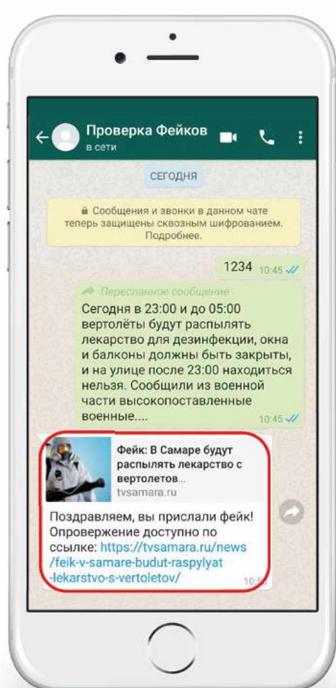 Проверка Фейков
в сети
СЕГОДНЯ
Сообщения и звонки в данном чате
теперь защищены сквозным шифрованием.
Подробнее.
1234 10:45
Пересланное сообщение
Сегодня в 23:00 и до 05:00
вертолёты будут распылять
лекарство для дезинфекции, окна
и балконы должны быть закрыты,
и на улице после 23:00 находиться
нельзя. Сообщили из военной
части высокопоставленные
военные....
10:45
Фейк: В Самаре будут
распылять лекарство с
вертолетов...
tvsamara.ru
Поздравляем, вы прислали фейк!
Опровержение доступно по
ссылке: https://tvsamara.ru/news
/feik-v-samare-budut-raspylyat
-lekarstvo-s-vertoletov/